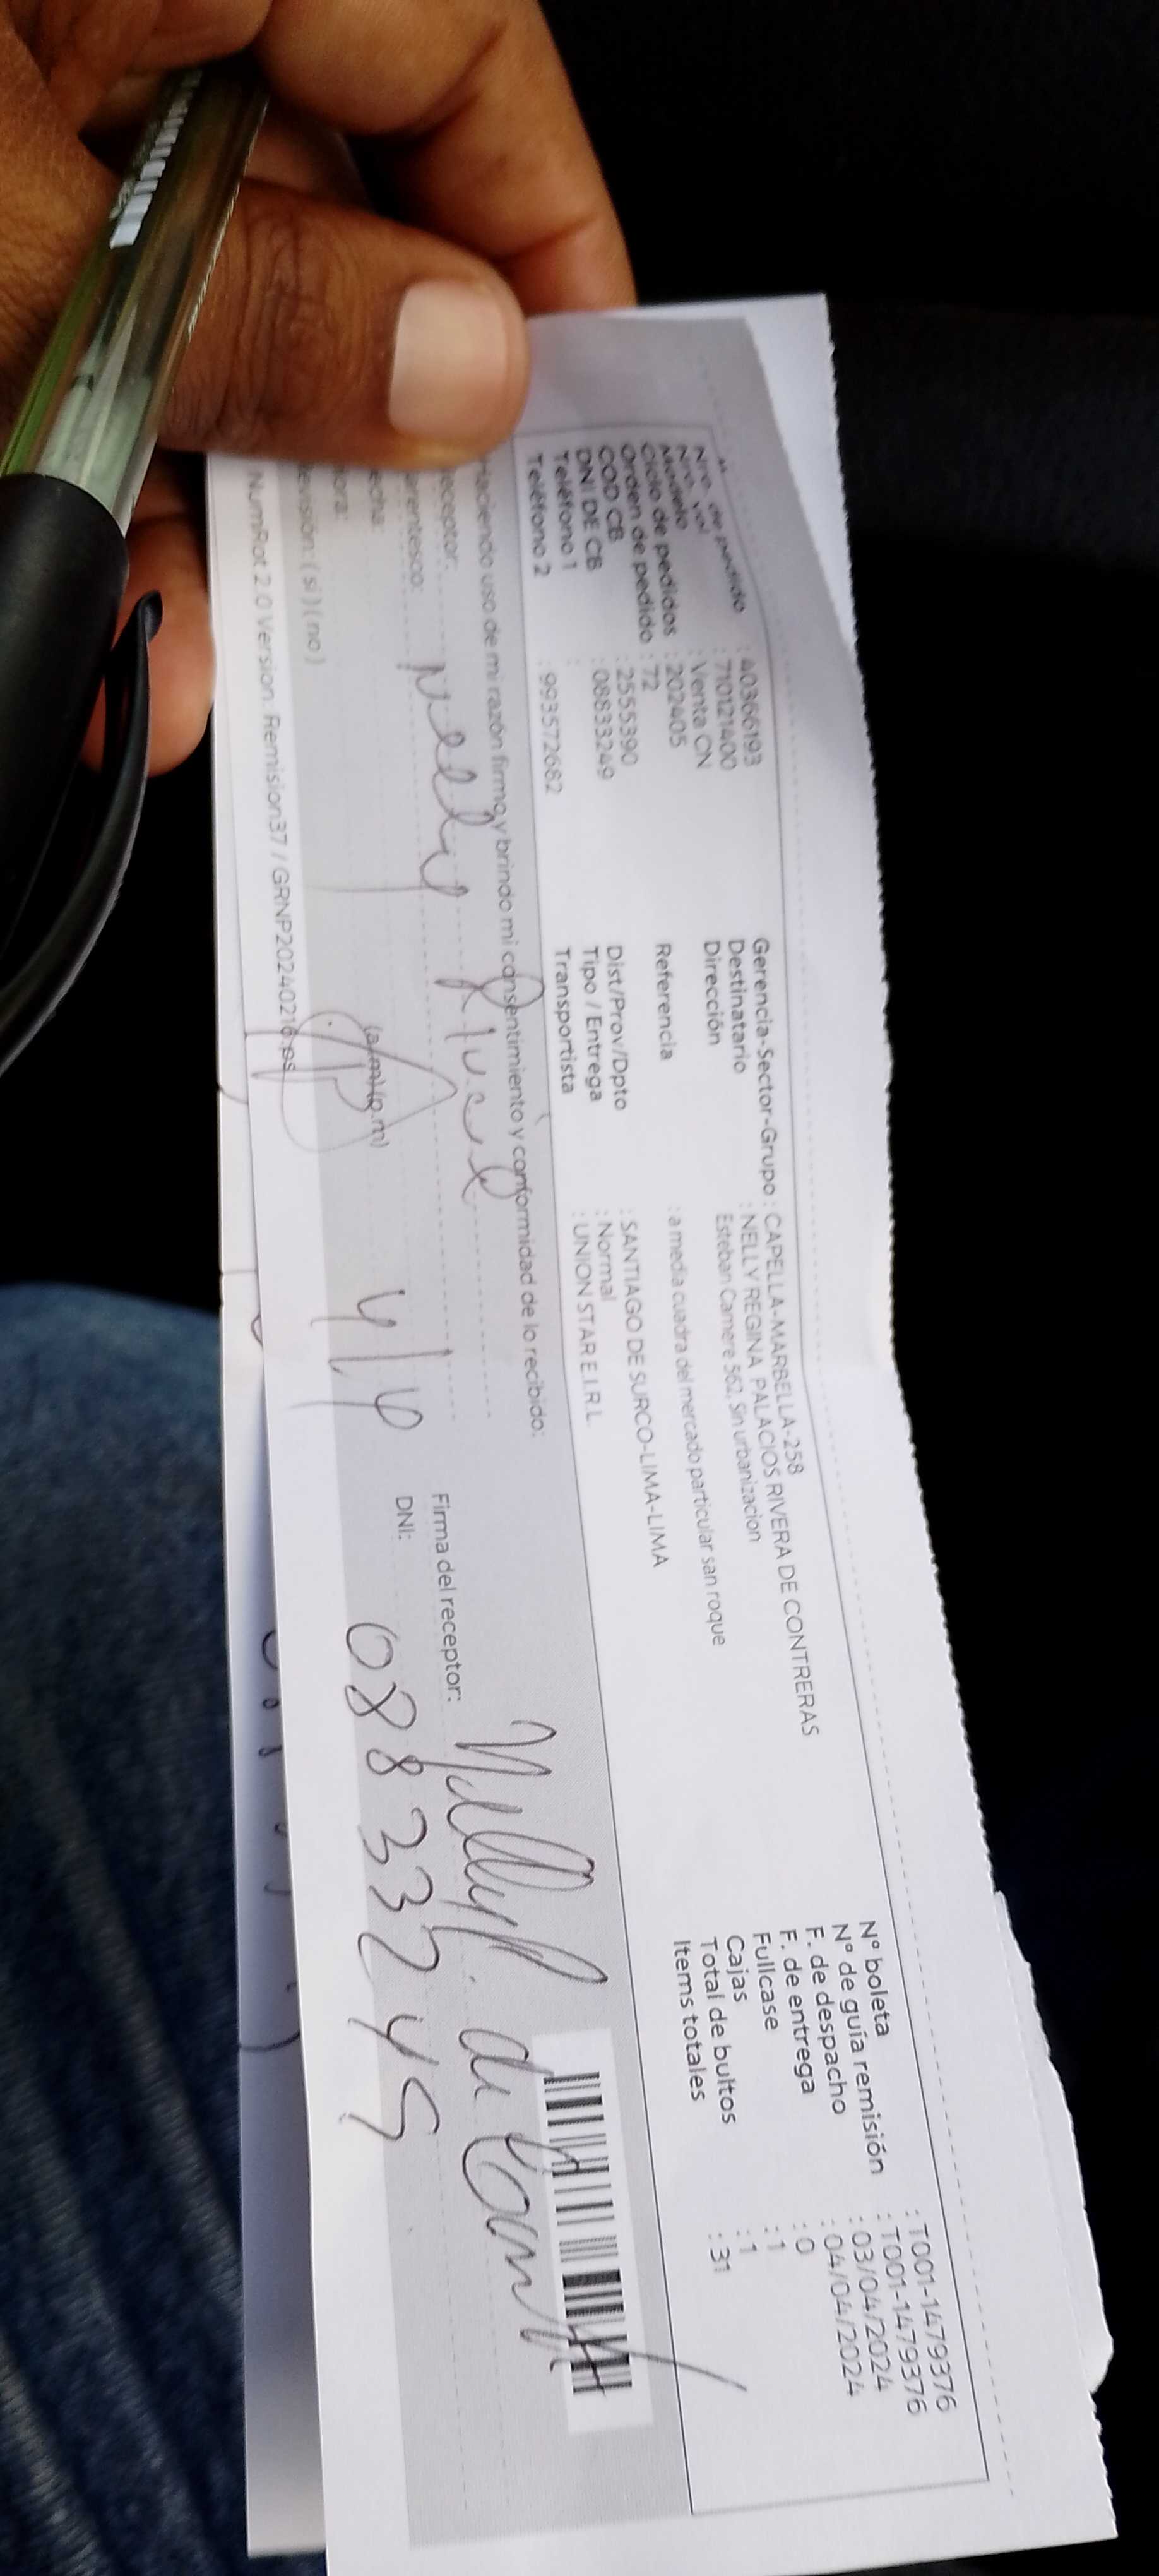 Nro. de pedido : 40366193
Nro. vol : 710121400
Modelo : Venta CN
Ciclo de pedidos : 202405
Orden de pedido : 72
COD CB : 2555390
DNI DE CB : 08833249
Teléfono 1 :
Teléfono 2 : 993572682
Gerencia-Sector-Grupo : CAPELLA-MARBELLA-258
Destinatario : NELLY REGINA PALACIOS RIVERA DE CONTRERAS
Dirección Esteban Camere 562, Sin urbanizacion
Referencia : a media cuadra del mercado particular san roque
Dist/Prov/Dpto : SANTIAGO DE SURCO-LIMA-LIMA
Tipo / Entrega : Normal
Transportista : UNION STAR E.I.R.L
N° boleta : T001-1479376
N° de guía remisión : T001-1479376
F. de despacho : 03/04/2024
F. de entrega : 04/04/2024
Fullcase : 0
Cajas : 1
Total de bultos : 1
Items totales : 31
Haciendo uso de mi razón firmo y brindo mi consentimiento y conformidad de lo recibido:
eceptor: Nelly
arentesco:
echa: 4/4
ora: (a.m) (p.m)
evisión: ( si ) ( no )
Firma del receptor: Nelly
DNI: 08833249
NumRot 2.0 Version: Remision37 / GRNP20240216.ps